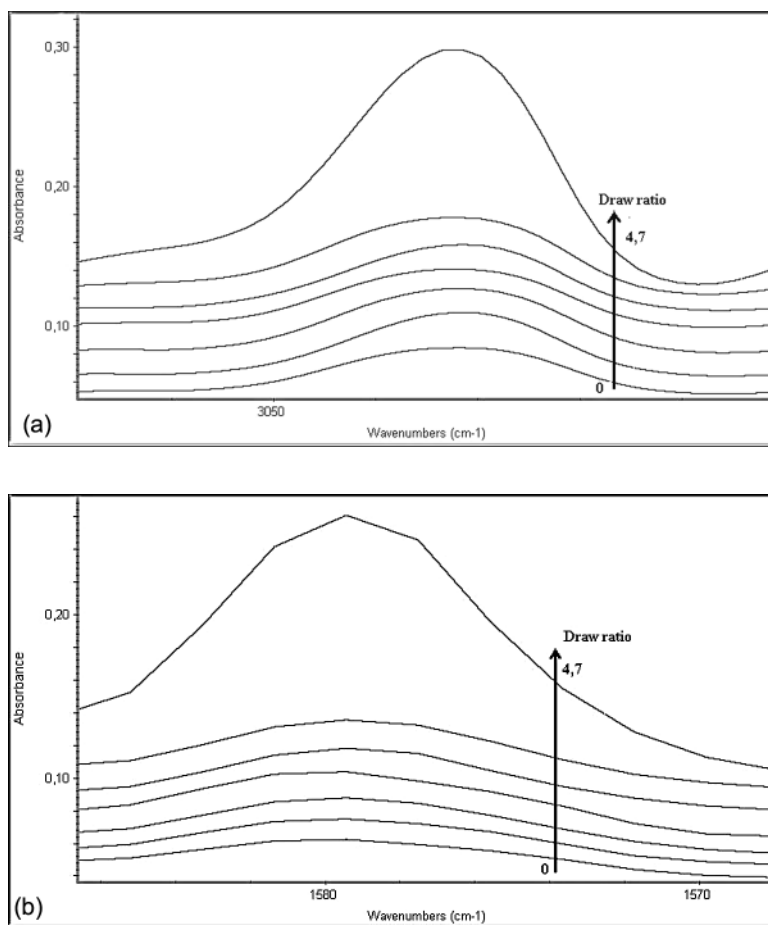 0,30
0,20
0,10
Absorbance
Draw ratio
4,7
0
3050
Wavenumbers (cm-1)
(a)
0,20
0,10
Absorbance
Draw ratio
4,7
0
1580
1570
Wavenumbers (cm-1)
(b)